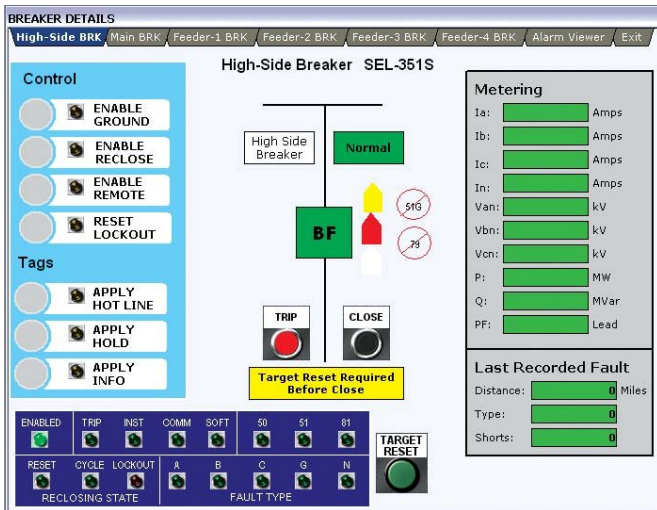 BREAKER DETAILS
High-Side BRK Main BRK Feeder-1 BRK Feeder-2 BRK Feeder-3 BRK Feeder-4 BRK Alarm Viewer Exit
High-Side Breaker SEL-351S
Control
ENABLE
GROUND
ENABLE
RECLOSE
ENABLE
REMOTE
RESET
LOCKOUT
Tags
APPLY
HOT LINE
APPLY
HOLD
APPLY
INFO
High Side
Breaker
Normal
BF
51G
79
TRIP
CLOSE
Target Reset Required
Before Close
Metering
Ia: Amps
Ib: Amps
Ic: Amps
In: Amps
Van: kV
Vbn: kV
Vcn: kV
P: MW
Q: MVar
PF: Lead
Last Recorded Fault
Distance: 0 Miles
Type: 0
Shorts: 0
ENABLED TRIP INST COMM SOFT 50 51 81
RESET CYCLE LOCKOUT A B C G N
RECLOSING STATE FAULT TYPE
TARGET
RESET